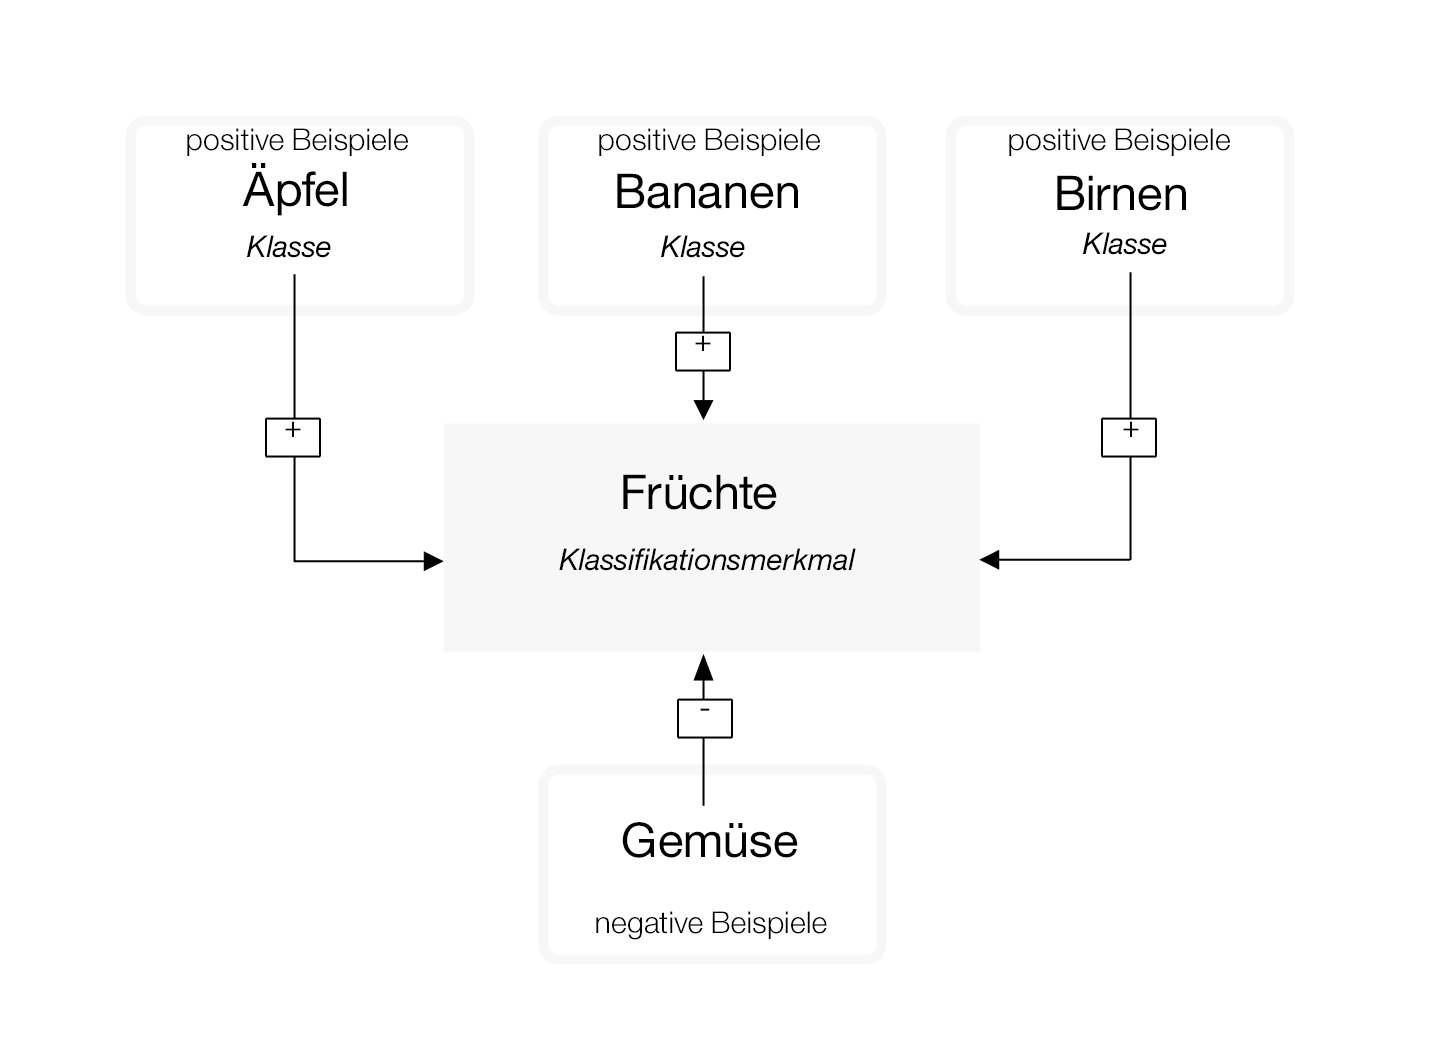 positive Beispiele
Äpfel
Klasse
+
positive Beispiele
Bananen
Klasse
+
positive Beispiele
Birnen
Klasse
+
Früchte
Klassifikationsmerkmal
-
Gemüse
negative Beispiele